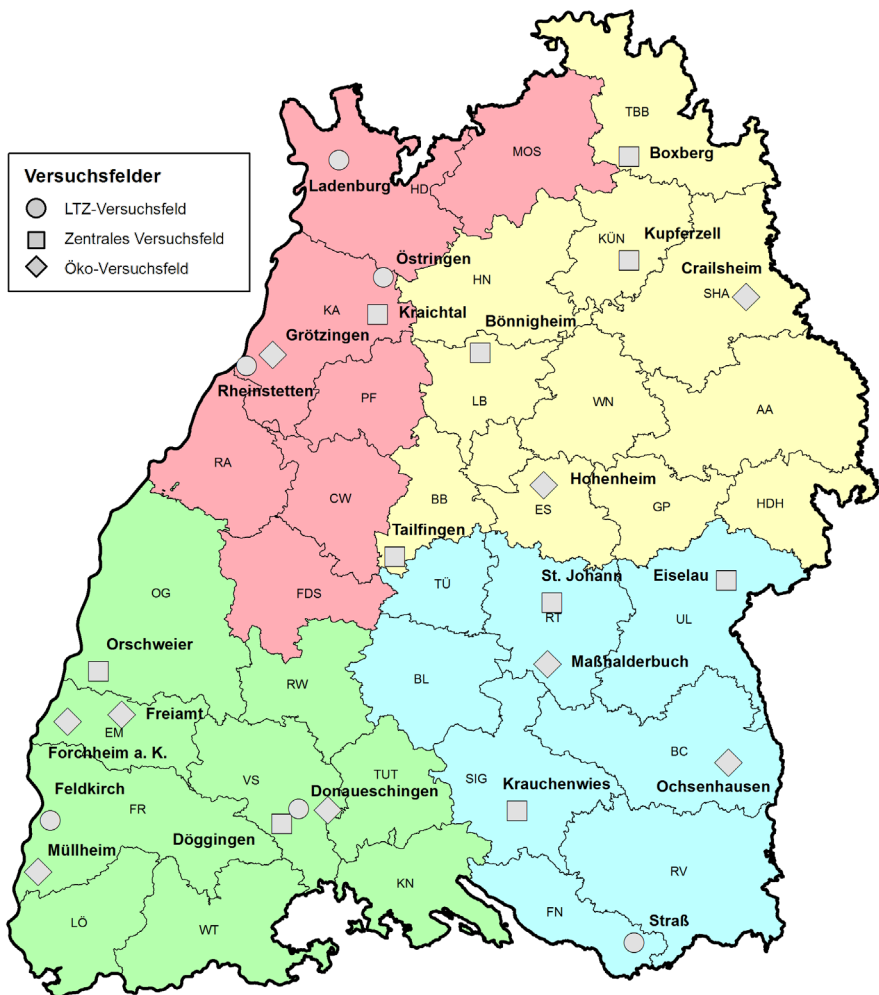 TBB
MOS
Boxberg
Versuchsfelder
Ladenburg
HD
LTZ-Versuchsfeld
Zentrales Versuchsfeld
Öko-Versuchsfeld
KÜN
Kupferzell
Östringen
HN
Crailsheim
SHA
KA
Kraichtal
Bönnigheim
Grötzingen
Rheinstetten
PF
LB
WN
AA
RA
CW
BB
Hohenheim
ES
GP
HDH
Tailfingen
OG
FDS
TÜ
St. Johann
Eiselau
RT
UL
Orschweier
Maßhalderbuch
RW
BL
Freiamt
EM
Forchheim a. K.
BC
VS
TUT
SIG
Feldkirch
Donaueschingen
Krauchenwies
Ochsenhausen
FR
Döggingen
Müllheim
RV
KN
LÖ
WT
FN
Straß